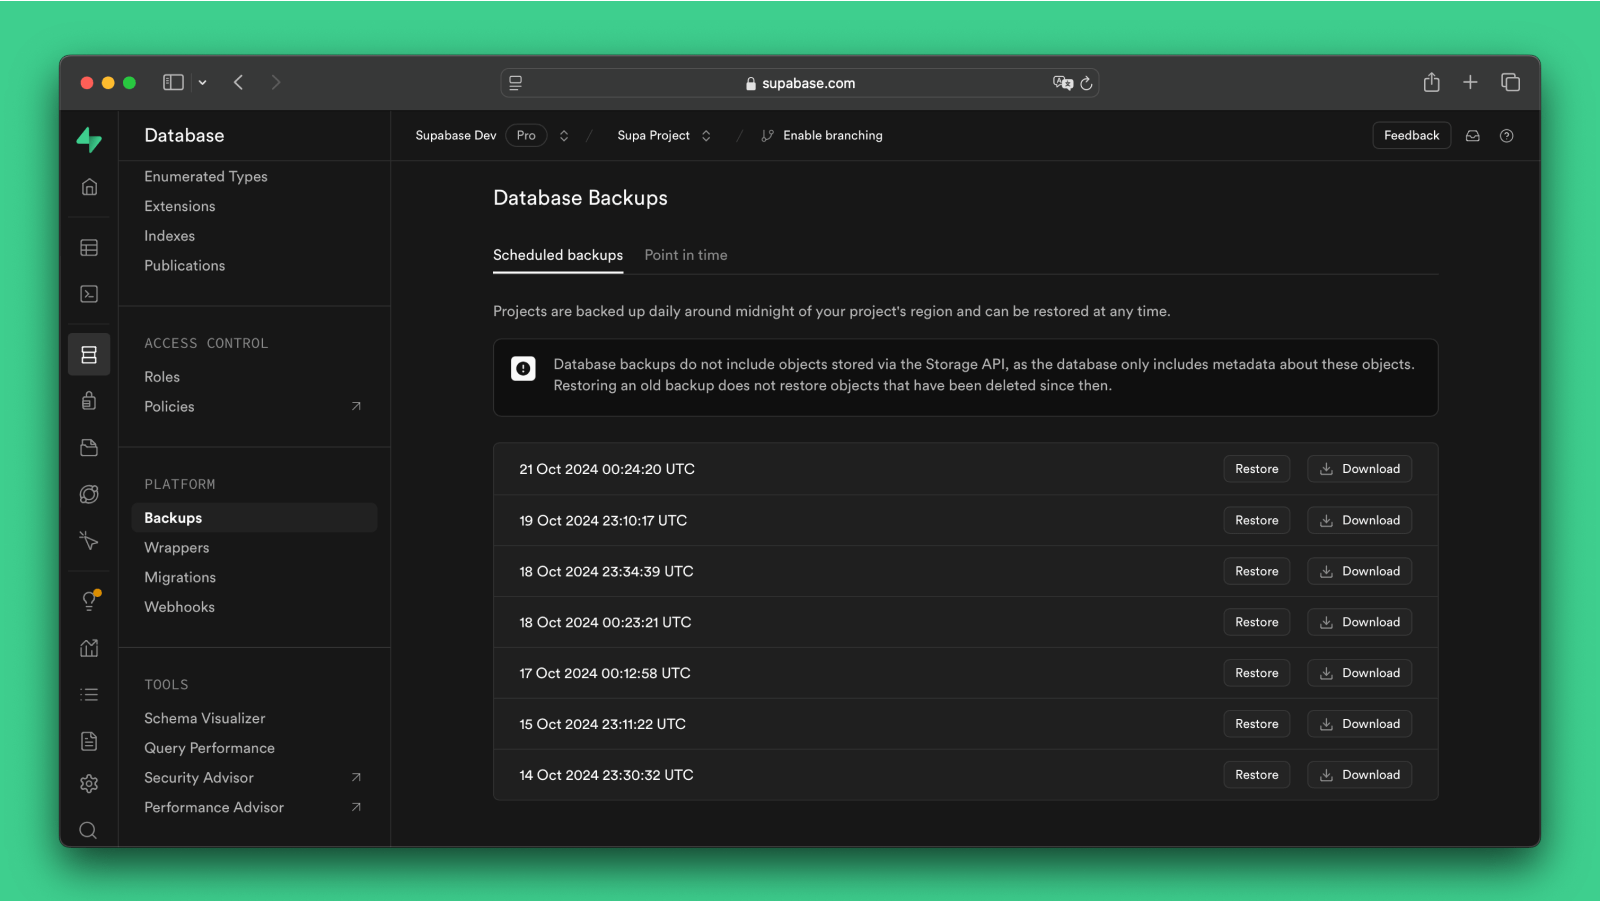 supabase.com
Database
Supabase Dev Pro / Supa Project / Enable branching
Feedback
Enumerated Types
Extensions
Indexes
Publications
ACCESS CONTROL
Roles
Policies
PLATFORM
Backups
Wrappers
Migrations
Webhooks
TOOLS
Schema Visualizer
Query Performance
Security Advisor
Performance Advisor
Database Backups
Scheduled backups Point in time
Projects are backed up daily around midnight of your project's region and can be restored at any time.
Database backups do not include objects stored via the Storage API, as the database only includes metadata about these objects.
Restoring an old backup does not restore objects that have been deleted since then.
21 Oct 2024 00:24:20 UTC Restore Download
19 Oct 2024 23:10:17 UTC Restore Download
18 Oct 2024 23:34:39 UTC Restore Download
18 Oct 2024 00:23:21 UTC Restore Download
17 Oct 2024 00:12:58 UTC Restore Download
15 Oct 2024 23:11:22 UTC Restore Download
14 Oct 2024 23:30:32 UTC Restore Download